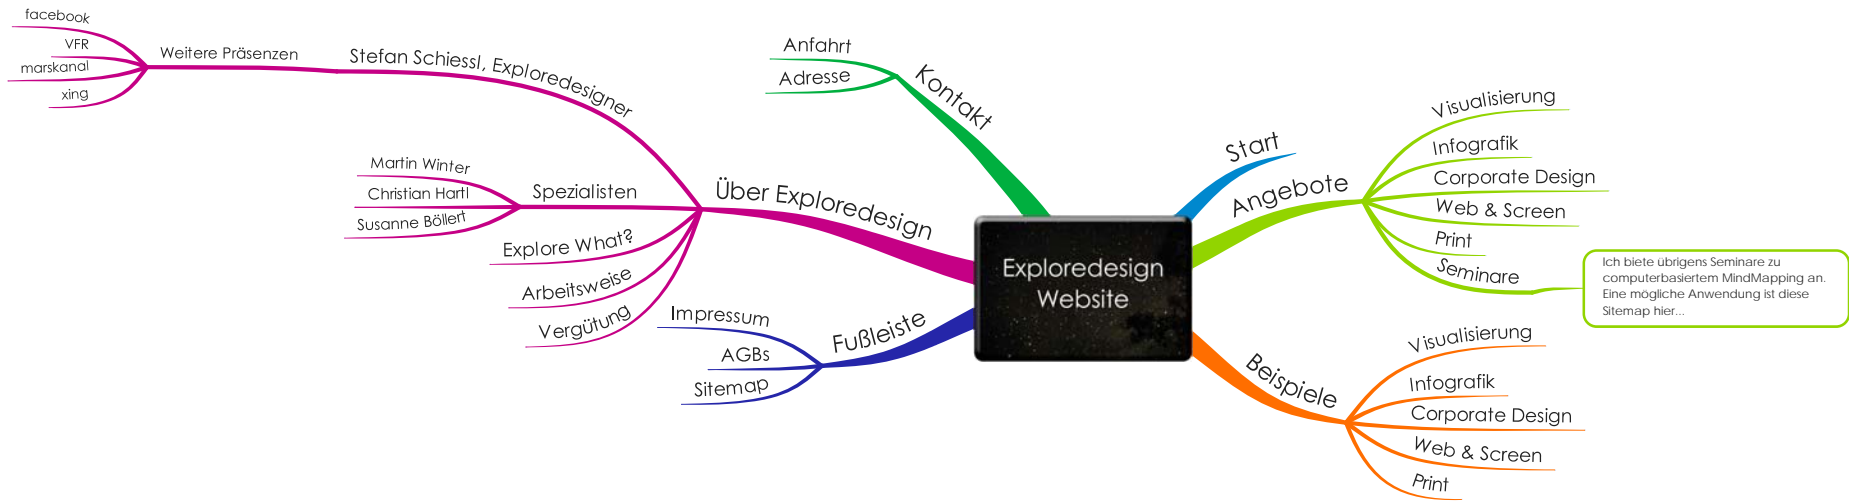 Exploredesign
Website
Start
Angebote
Visualisierung
Infografik
Corporate Design
Web & Screen
Print
Seminare
Ich biete übrigens Seminare zu
computerbasiertem MindMapping an.
Eine mögliche Anwendung ist diese
Sitemap hier...
Beispiele
Visualisierung
Infografik
Corporate Design
Web & Screen
Print
Kontakt
Anfahrt
Adresse
Über Exploredesign
Stefan Schiessl, Exploredesigner
Weitere Präsenzen
facebook
VFR
marskanal
xing
Spezialisten
Martin Winter
Christian Hartl
Susanne Böllert
Explore What?
Arbeitsweise
Vergütung
Fußleiste
Impressum
AGBs
Sitemap